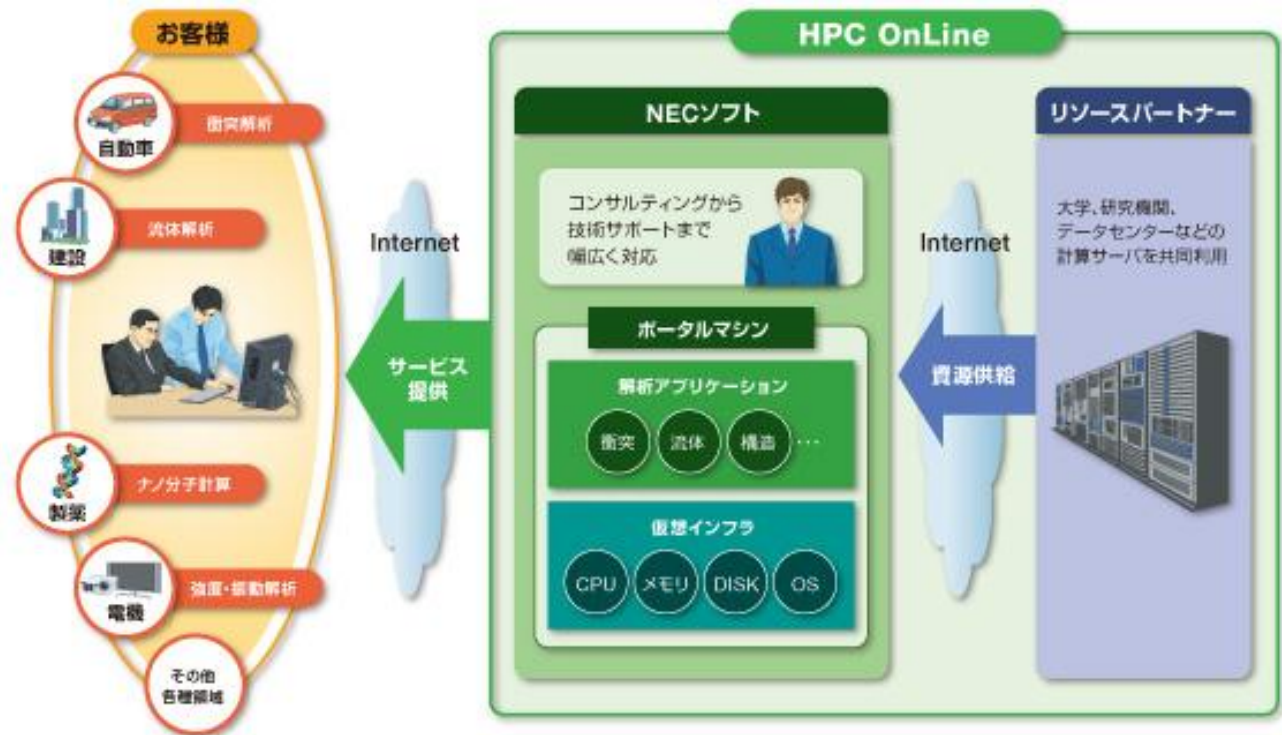 お客様
自動車
衝突解析
建設
流体解析
製薬
ナノ分子計算
電機
強度・振動解析
その他
各種領域
Internet
サービス
提供
HPC OnLine
NECソフト
コンサルティングから
技術サポートまで
幅広く対応
ポータルマシン
解析アプリケーション
衝突 流体 構造 …
仮想インフラ
CPU メモリ DISK OS
Internet
資源供給
リソースパートナー
大学、研究機関、
データセンターなどの
計算サーバを共同利用